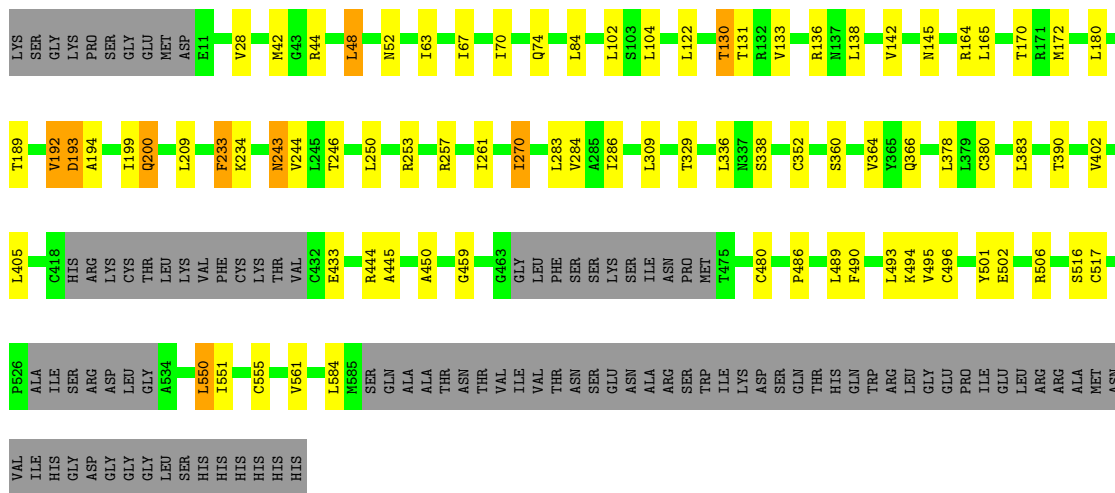 LYS SER GLY LYS PRO SER GLY GLU MET ASP E11 V28 M42 G43 R44 L48 N52 I63 I67 I70 Q74 L84 L102 S103 L104 L122 T130 T131 R132 V133 R136 N137 L138 V142 N145 R164 L165 T170 R171 M172 L180
T189 V192 D193 A194 I199 Q200 L209 F233 K234 N243 V244 L245 T246 L250 R253 R257 I261 I270 L283 V284 A285 I286 L309 T329 L336 N337 S338 C352 S360 V364 Y365 Q366 L378 L379 C380 L383 T390 V402
L405 C418 HIS ARG LYS CYS THR LEU LYS VAL PHE CYS LYS THR VAL C432 E433 R444 A445 A450 G459 G463 GLY LEU PHE SER SER LYS SER ILE ASN PRO MET T475 C480 P486 L489 F490 L493 K494 V495 C496 Y501 E502 R506 S516 C517
P526 ALA ILE SER ARG ASP LEU GLY A534 L550 I551 C555 V561 L584 M585 SER GLN ALA ALA THR ASN THR VAL ILE VAL THR ASN SER GLU ASN ALA ARG SER TRP ILE LYS ASP SER GLN THR HIS GLN TRP ARG LEU GLY GLU PRO ILE GLU LEU ARG ARG ALA MET ASN
VAL ILE HIS GLY ASP GLY GLY GLY LEU SER HIS HIS HIS HIS HIS HIS